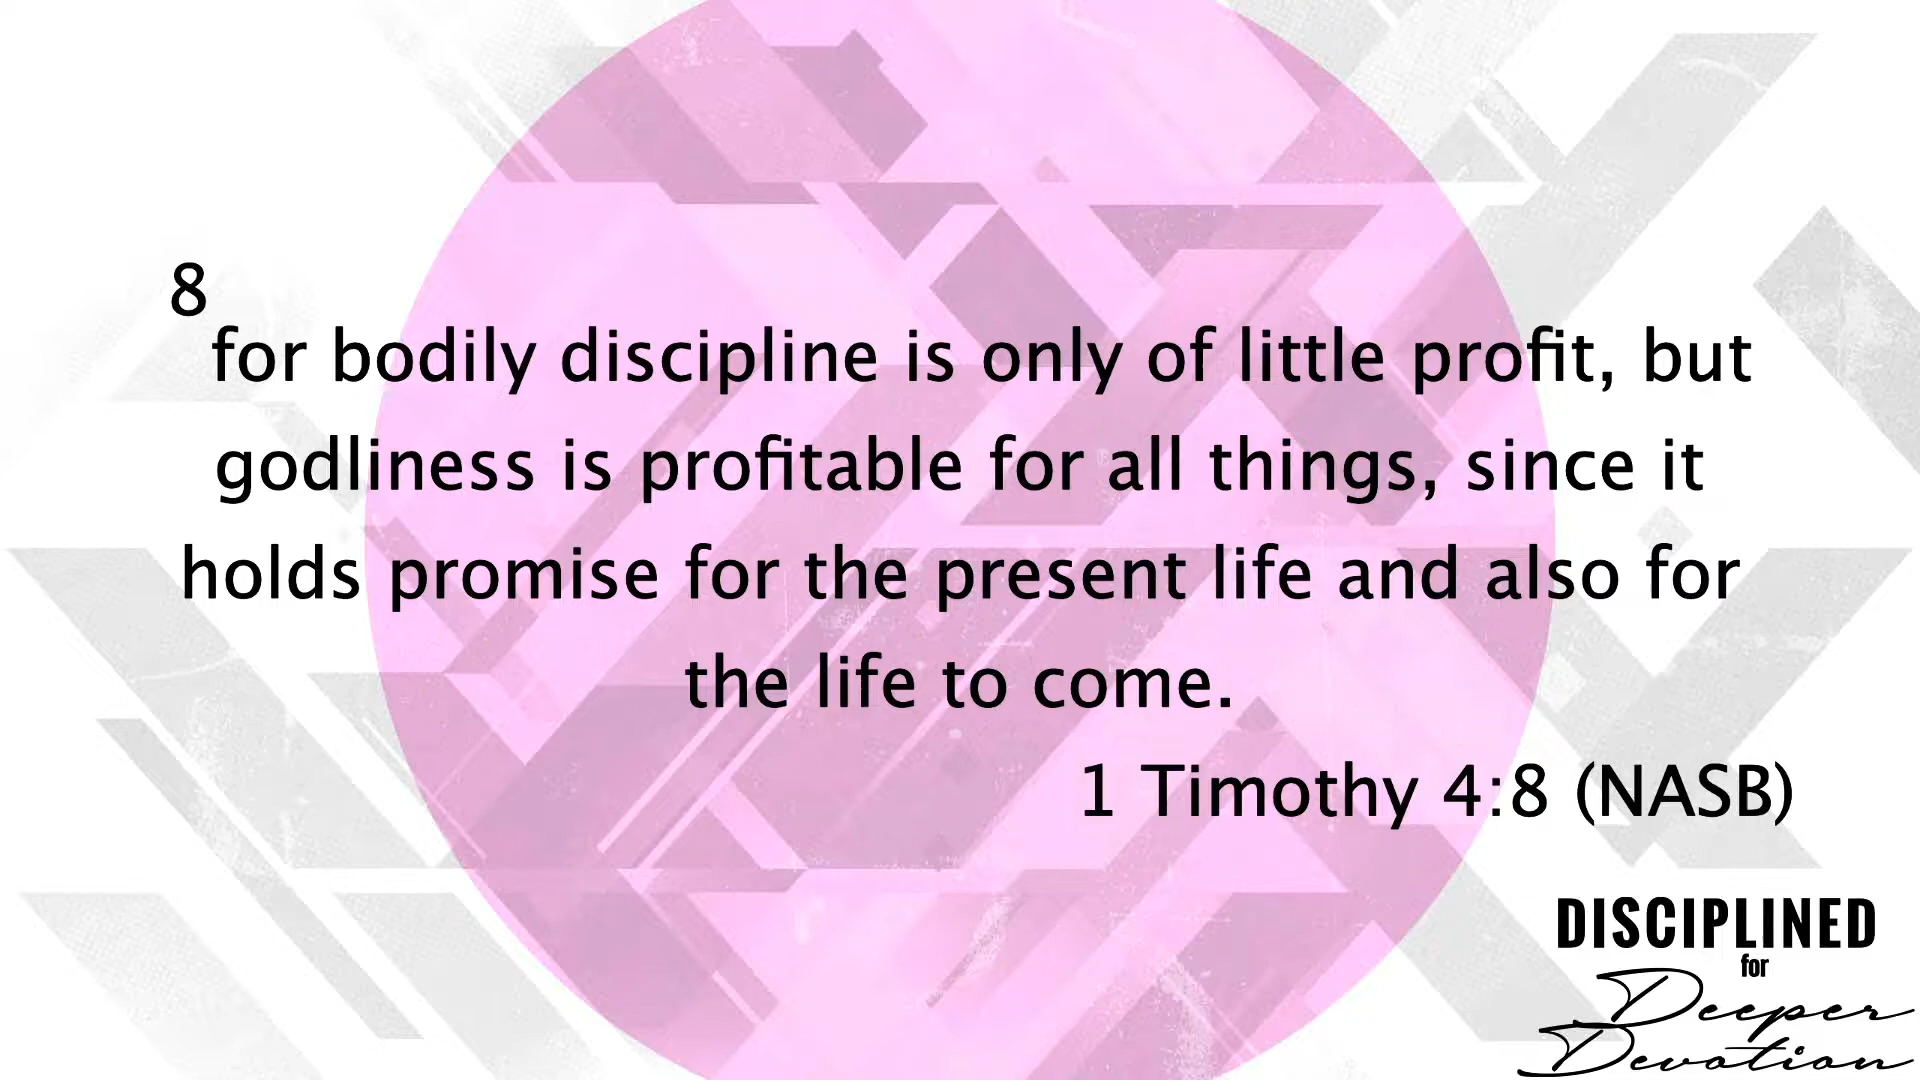 8
for bodily discipline is only of little profit, but
godliness is profitable for all things, since it
holds promise for the present life and also for
the life to come.
1 Timothy 4:8 (NASB)
DISCIPLINED
for
Deeper
Devotion